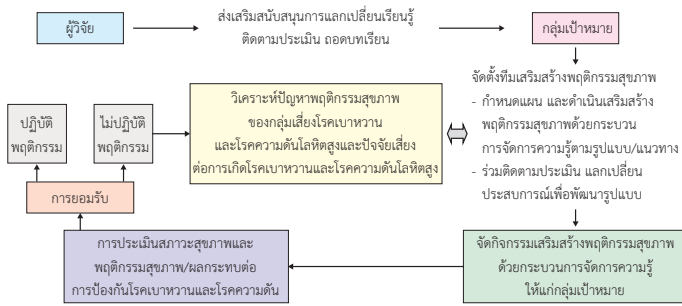 ผู้วิจัย
ส่งเสริมสนับสนุนการแลกเปลี่ยนเรียนรู้
ติดตามประเมิน ถอดบทเรียน
กลุ่มเป้าหมาย
จัดตั้งทีมเสริมสร้างพฤติกรรมสุขภาพ
- กำหนดแผน และดำเนินเสริมสร้าง
พฤติกรรมสุขภาพด้วยกระบวน
การจัดการความรู้ตามรูปแบบ/แนวทาง
- ร่วมติดตามประเมิน แลกเปลี่ยน
ประสบการณ์เพื่อพัฒนารูปแบบ
วิเคราะห์ปัญหาพฤติกรรมสุขภาพ
ของกลุ่มเสี่ยงโรคเบาหวาน
และโรคความดันโลหิตสูงและปัจจัยเสี่ยง
ต่อการเกิดโรคเบาหวานและโรคความดันโลหิตสูง
ปฏิบัติ
พฤติกรรม
ไม่ปฏิบัติ
พฤติกรรม
การยอมรับ
การประเมินสภาวะสุขภาพและ
พฤติกรรมสุขภาพ/ผลกระทบต่อ
การป้องกันโรคเบาหวานและโรคความดัน
จัดกิจกรรมเสริมสร้างพฤติกรรมสุขภาพ
ด้วยกระบวนการจัดการความรู้
ให้แก่กลุ่มเป้าหมาย